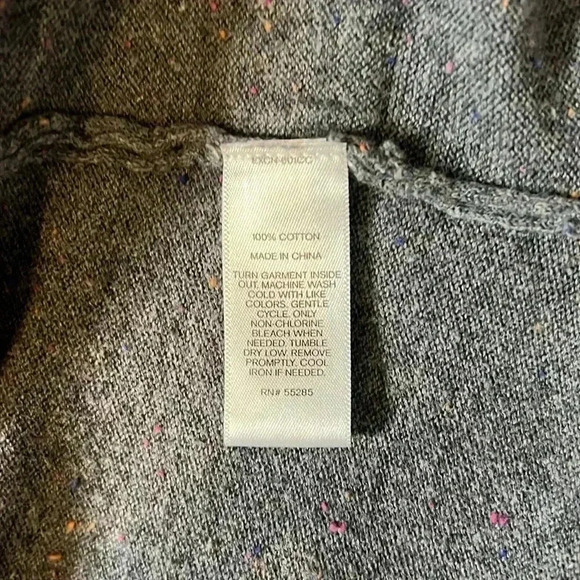 100% COTTON
MADE IN CHINA
TURN GARMENT INSIDE
OUT. MACHINE WASH
COLD WITH LIKE
COLORS, GENTLE
CYCLE. ONLY
NON-CHLORINE
BLEACH WHEN
NEEDED. TUMBLE
DRY LOW. REMOVE
PROMPTLY. COOL
IRON IF NEEDED.
RN# 55285